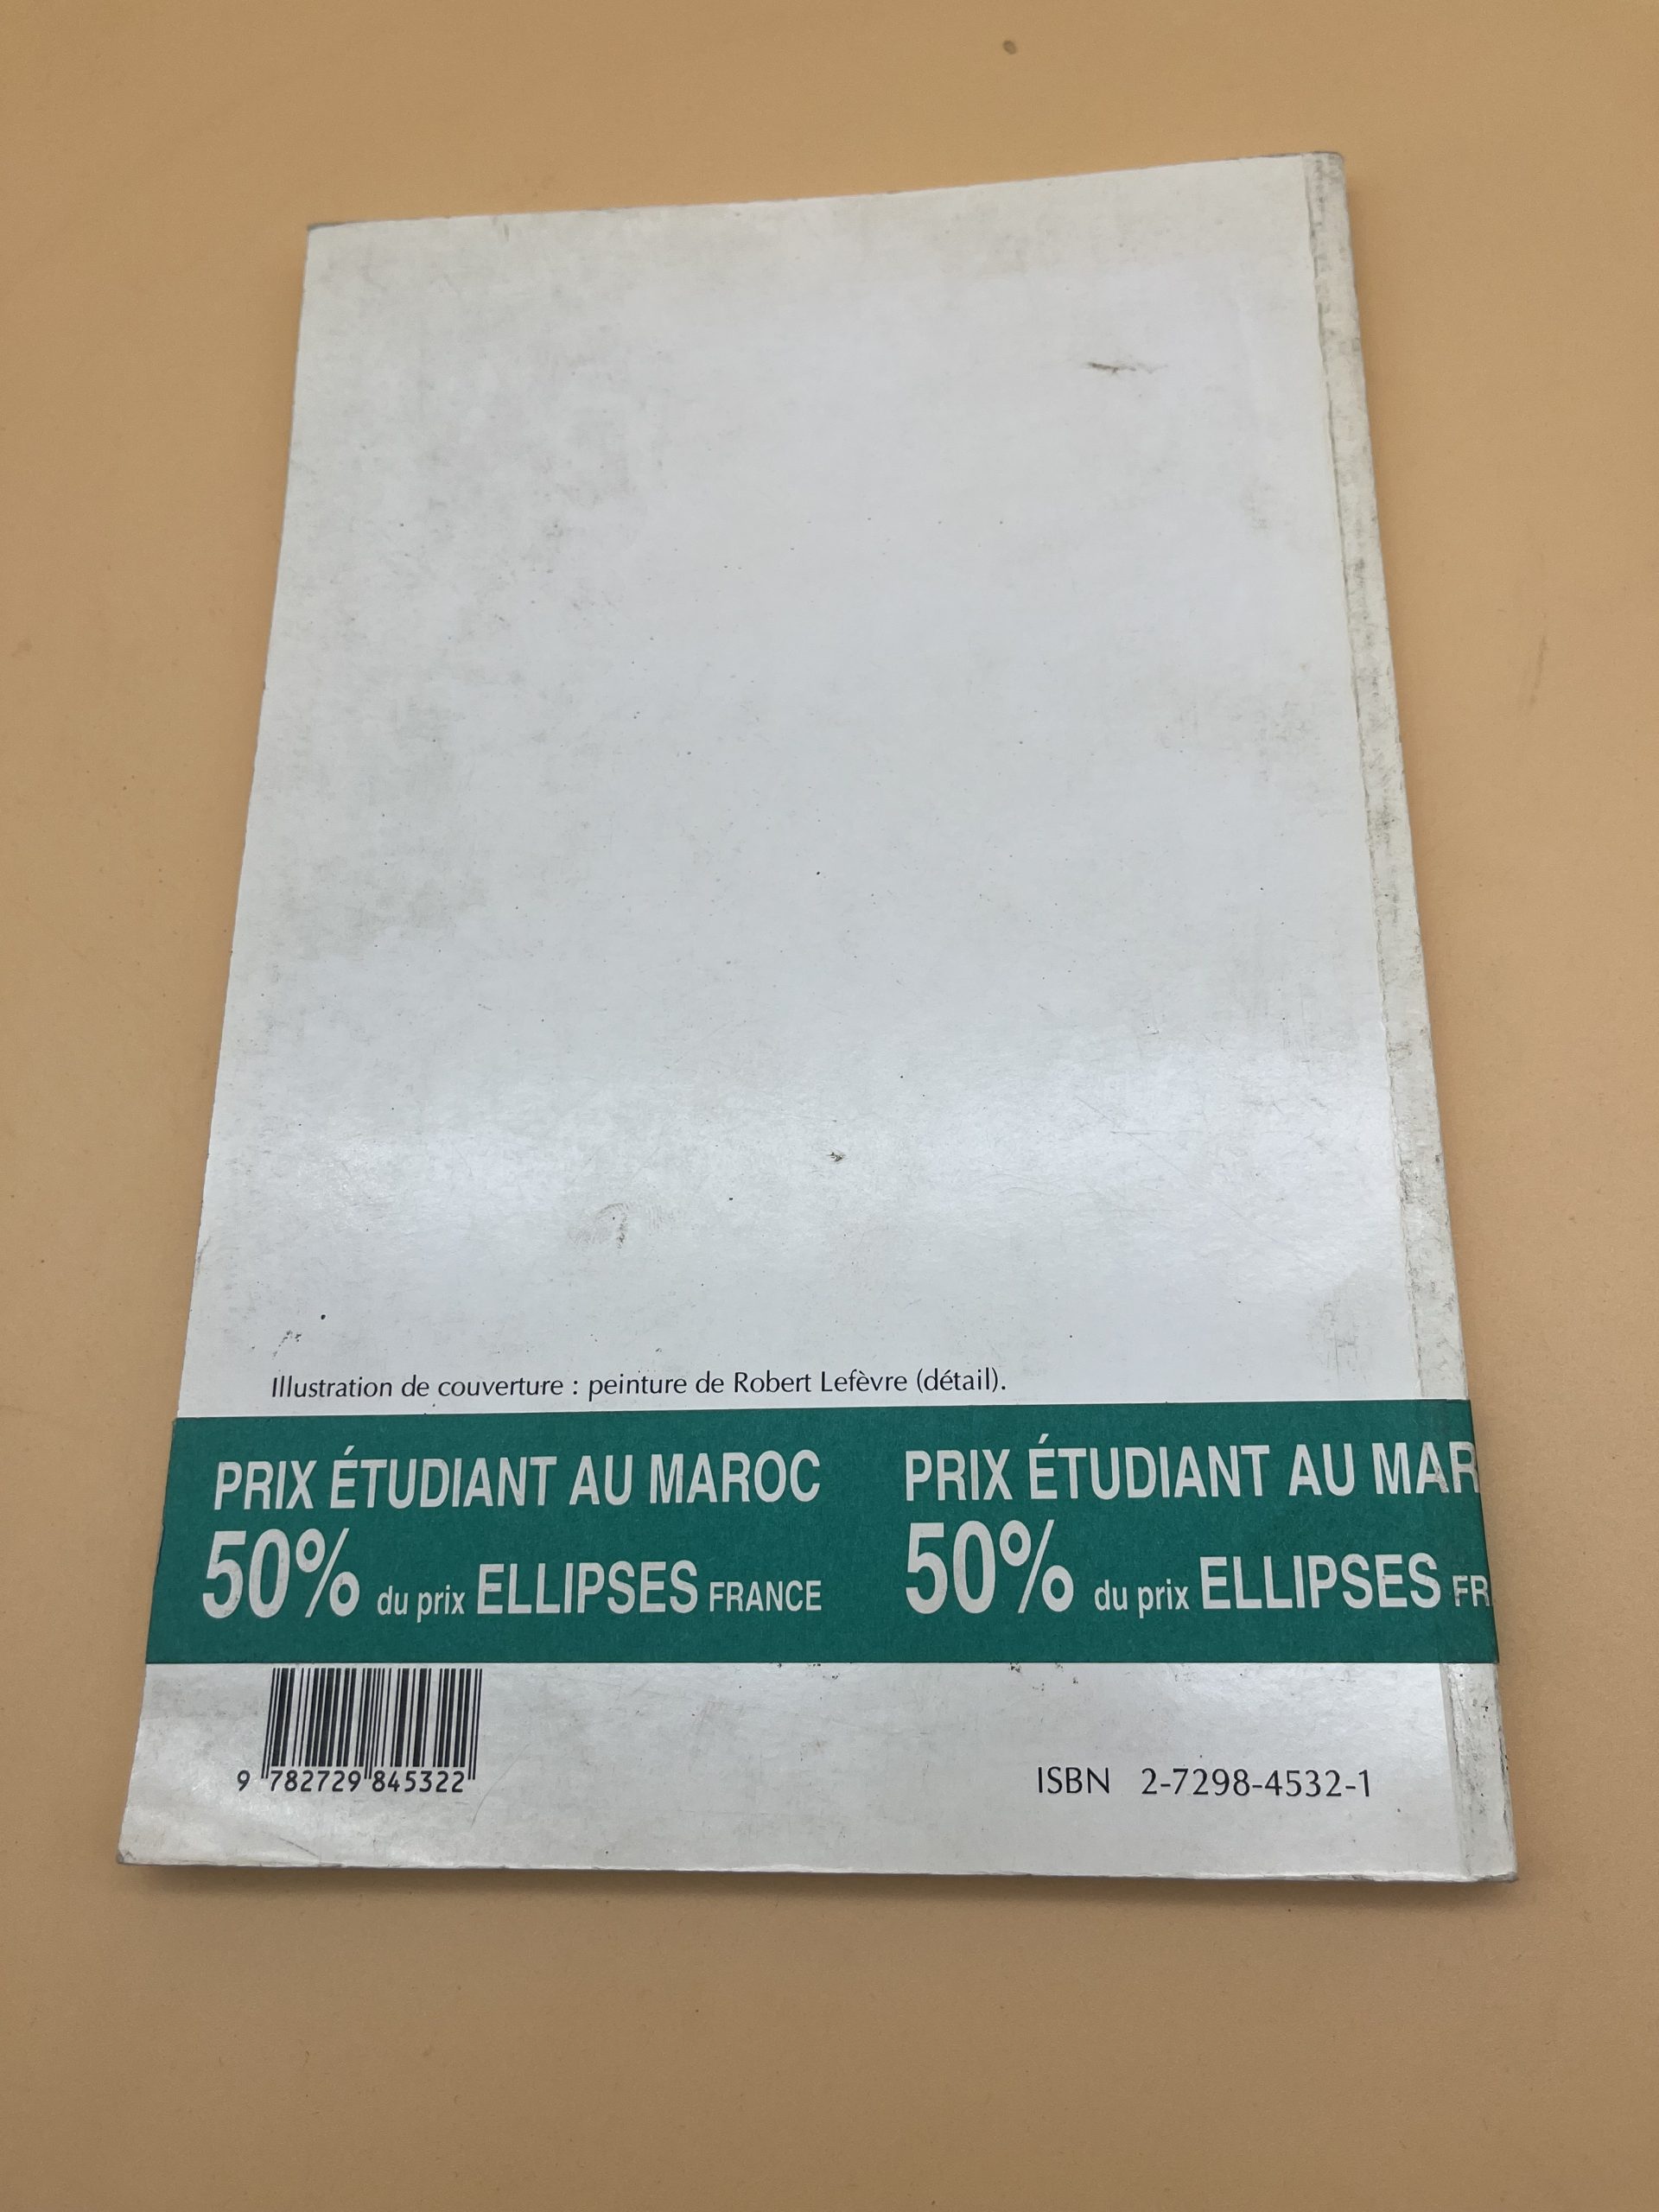 Illustration de couverture : peinture de Robert Lefèvre (détail).
PRIX ÉTUDIANT AU MAROC
50% du prix ELLIPSES FRANCE
PRIX ÉTUDIANT AU MAR
50% du prix ELLIPSES FR
9 782729 845322
ISBN 2-7298-4532-1